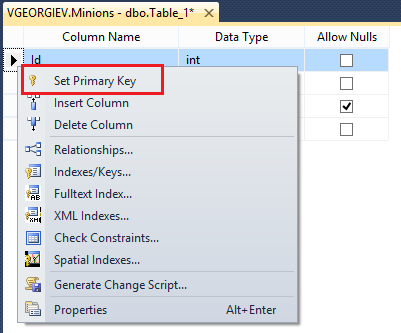 VGEORGIEV.Minions - dbo.Table_1*
Column Name Data Type Allow Nulls
Id int
Set Primary Key
Insert Column
Delete Column
Relationships...
Indexes/Keys...
Fulltext Index...
XML Indexes...
Check Constraints...
Spatial Indexes...
Generate Change Script...
Properties Alt+Enter